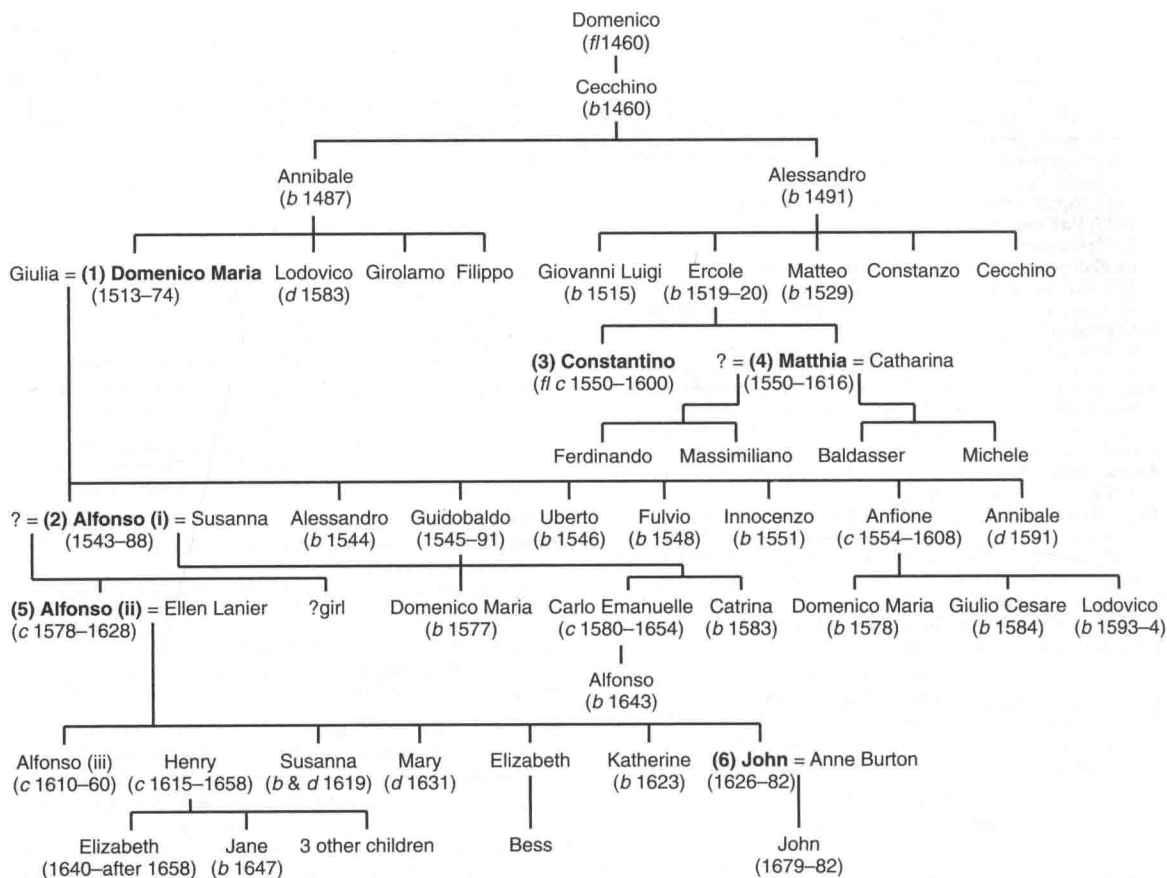 Domenico
(fl1460)
Cecchino
(b1460)
Annibale Alessandro
(b 1487) (b 1491)
Giulia = (1) Domenico Maria Lodovico Girolamo Filippo Giovanni Luigi Ercole Matteo Constanzo Cecchino
(1513–74) (d 1583) (b 1515) (b 1519–20) (b 1529)
(3) Constantino ? = (4) Matthia = Catharina
(fl c 1550–1600) (1550–1616)
Ferdinando Massimiliano Baldasser Michele
? = (2) Alfonso (i) = Susanna Alessandro Guidobaldo Uberto Fulvio Innocenzo Anfione Annibale
(1543–88) (b 1544) (1545–91) (b 1546) (b 1548) (b 1551) (c 1554–1608) (d 1591)
(5) Alfonso (ii) = Ellen Lanier ?girl Domenico Maria Carlo Emanuelle Catrina Domenico Maria Giulio Cesare Lodovico
(c 1578–1628) (b 1577) (c 1580–1654) (b 1583) (b 1578) (b 1584) (b 1593–4)
Alfonso
(b 1643)
Alfonso (iii) Henry Susanna Mary Elizabeth Katherine (6) John = Anne Burton
(c 1610–60) (c 1615–1658) (b & d 1619) (d 1631) (b 1623) (1626–82)
Elizabeth Jane 3 other children Bess John
(1640–after 1658) (b 1647) (1679–82)